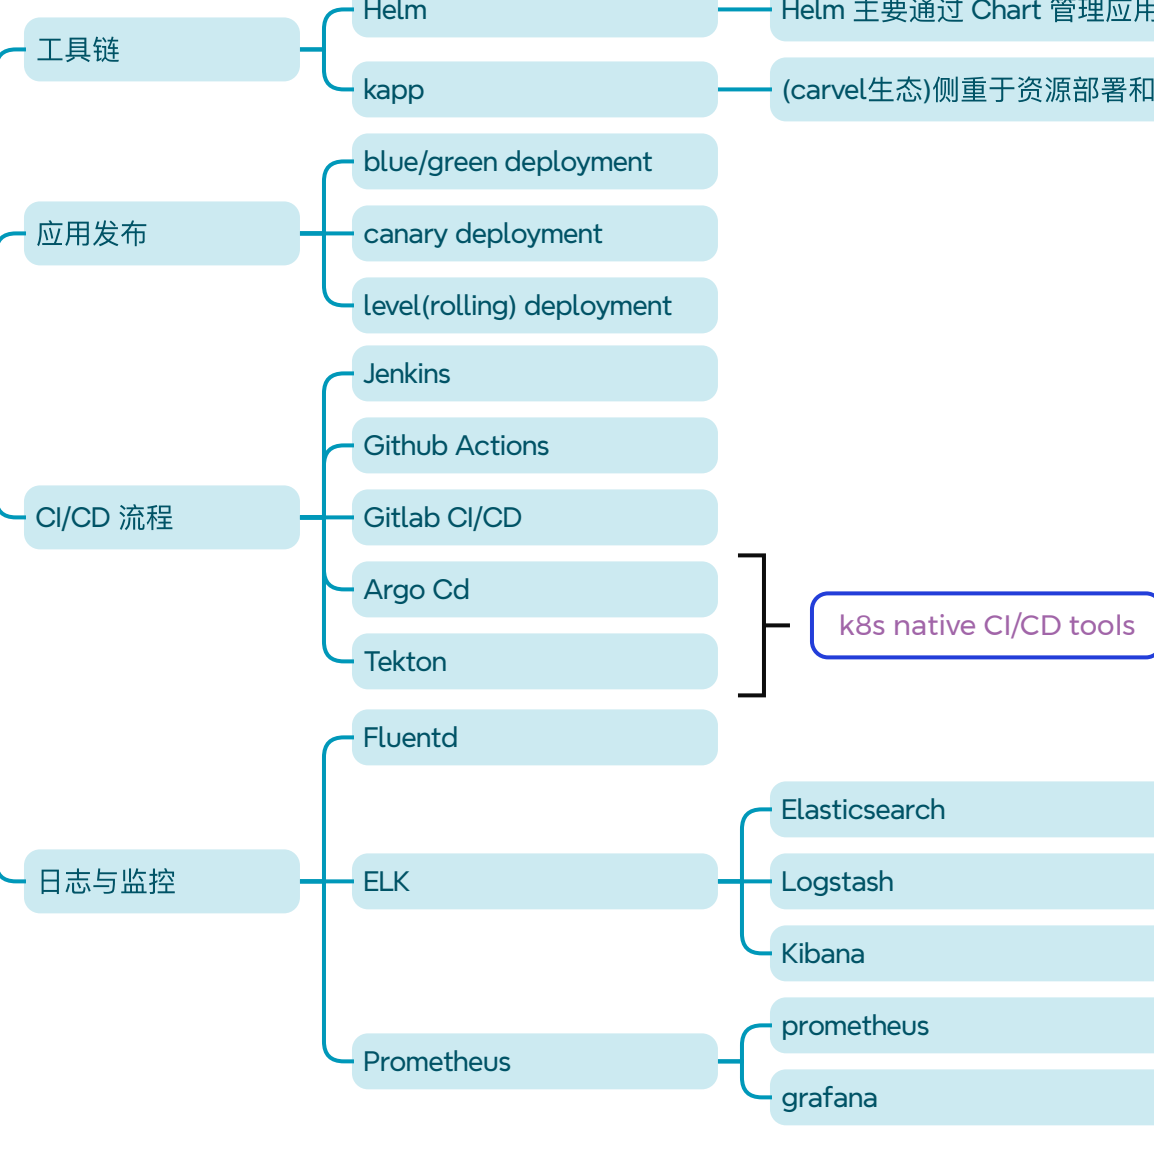 工具链
Helm
Helm 主要通过 Chart 管理应用
kapp
(carvel生态)侧重于资源部署和
应用发布
blue/green deployment
canary deployment
level(rolling) deployment
CI/CD 流程
Jenkins
Github Actions
Gitlab CI/CD
Argo Cd
Tekton
k8s native CI/CD tools
日志与监控
Fluentd
ELK
Elasticsearch
Logstash
Kibana
Prometheus
prometheus
grafana